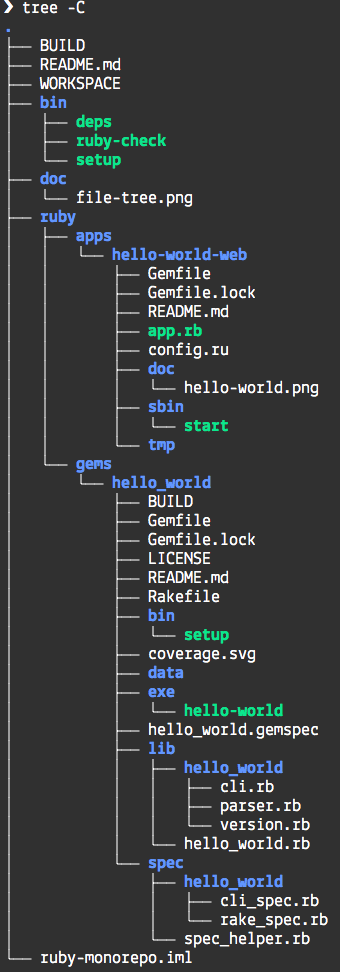 ❯ tree -C
.
├── BUILD
├── README.md
├── WORKSPACE
├── bin
│   ├── deps
│   ├── ruby-check
│   └── setup
├── doc
│   └── file-tree.png
├── ruby
│   ├── apps
│   │   └── hello-world-web
│   │       ├── Gemfile
│   │       ├── Gemfile.lock
│   │       ├── README.md
│   │       ├── app.rb
│   │       ├── config.ru
│   │       ├── doc
│   │       │   └── hello-world.png
│   │       ├── sbin
│   │       │   └── start
│   │       └── tmp
│   └── gems
│       └── hello_world
│           ├── BUILD
│           ├── Gemfile
│           ├── Gemfile.lock
│           ├── LICENSE
│           ├── README.md
│           ├── Rakefile
│           ├── bin
│           │   └── setup
│           ├── coverage.svg
│           ├── data
│           ├── exe
│           │   └── hello-world
│           ├── hello_world.gemspec
│           ├── lib
│           │   ├── hello_world
│           │   │   ├── cli.rb
│           │   │   ├── parser.rb
│           │   │   └── version.rb
│           │   └── hello_world.rb
│           └── spec
│               ├── hello_world
│               │   ├── cli_spec.rb
│               │   └── rake_spec.rb
│               └── spec_helper.rb
└── ruby-monorepo.iml